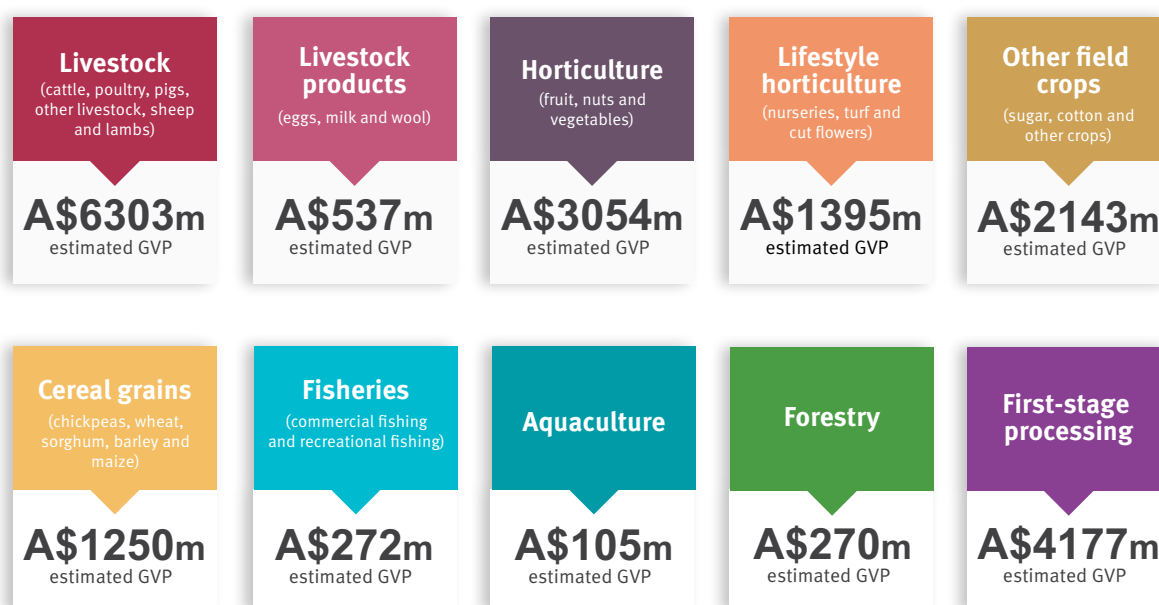 Livestock
(cattle, poultry, pigs,
other livestock, sheep
and lambs)
A$6303m
estimated GVP
Livestock
products
(eggs, milk and wool)
A$537m
estimated GVP
Horticulture
(fruit, nuts and
vegetables)
A$3054m
estimated GVP
Lifestyle
horticulture
(nurseries, turf and
cut flowers)
A$1395m
estimated GVP
Other field
crops
(sugar, cotton and
other crops)
A$2143m
estimated GVP
Cereal grains
(chickpeas, wheat,
sorghum, barley and
maize)
A$1250m
estimated GVP
Fisheries
(commercial fishing
and recreational fishing)
A$272m
estimated GVP
Aquaculture
A$105m
estimated GVP
Forestry
A$270m
estimated GVP
First-stage
processing
A$4177m
estimated GVP